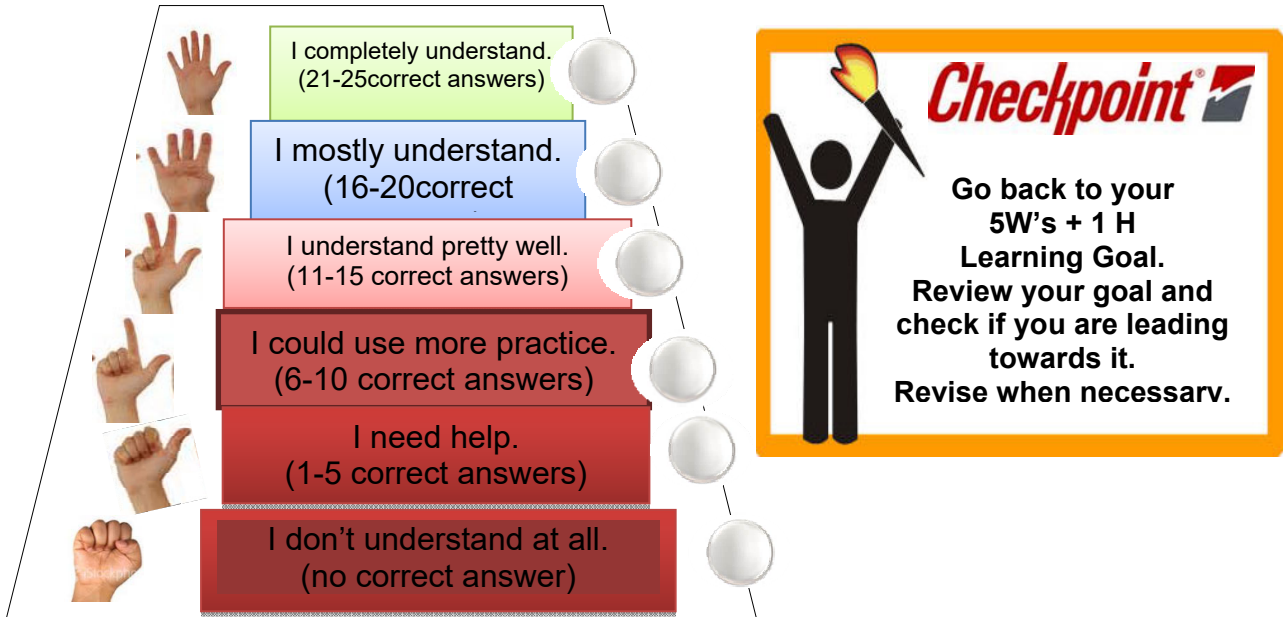 I completely understand.
(21-25correct answers)
I mostly understand.
(16-20correct
I understand pretty well.
(11-15 correct answers)
I could use more practice.
(6-10 correct answers)
I need help.
(1-5 correct answers)
I don’t understand at all.
(no correct answer)
Checkpoint®
Go back to your
5W’s + 1 H
Learning Goal.
Review your goal and
check if you are leading
towards it.
Revise when necessary.